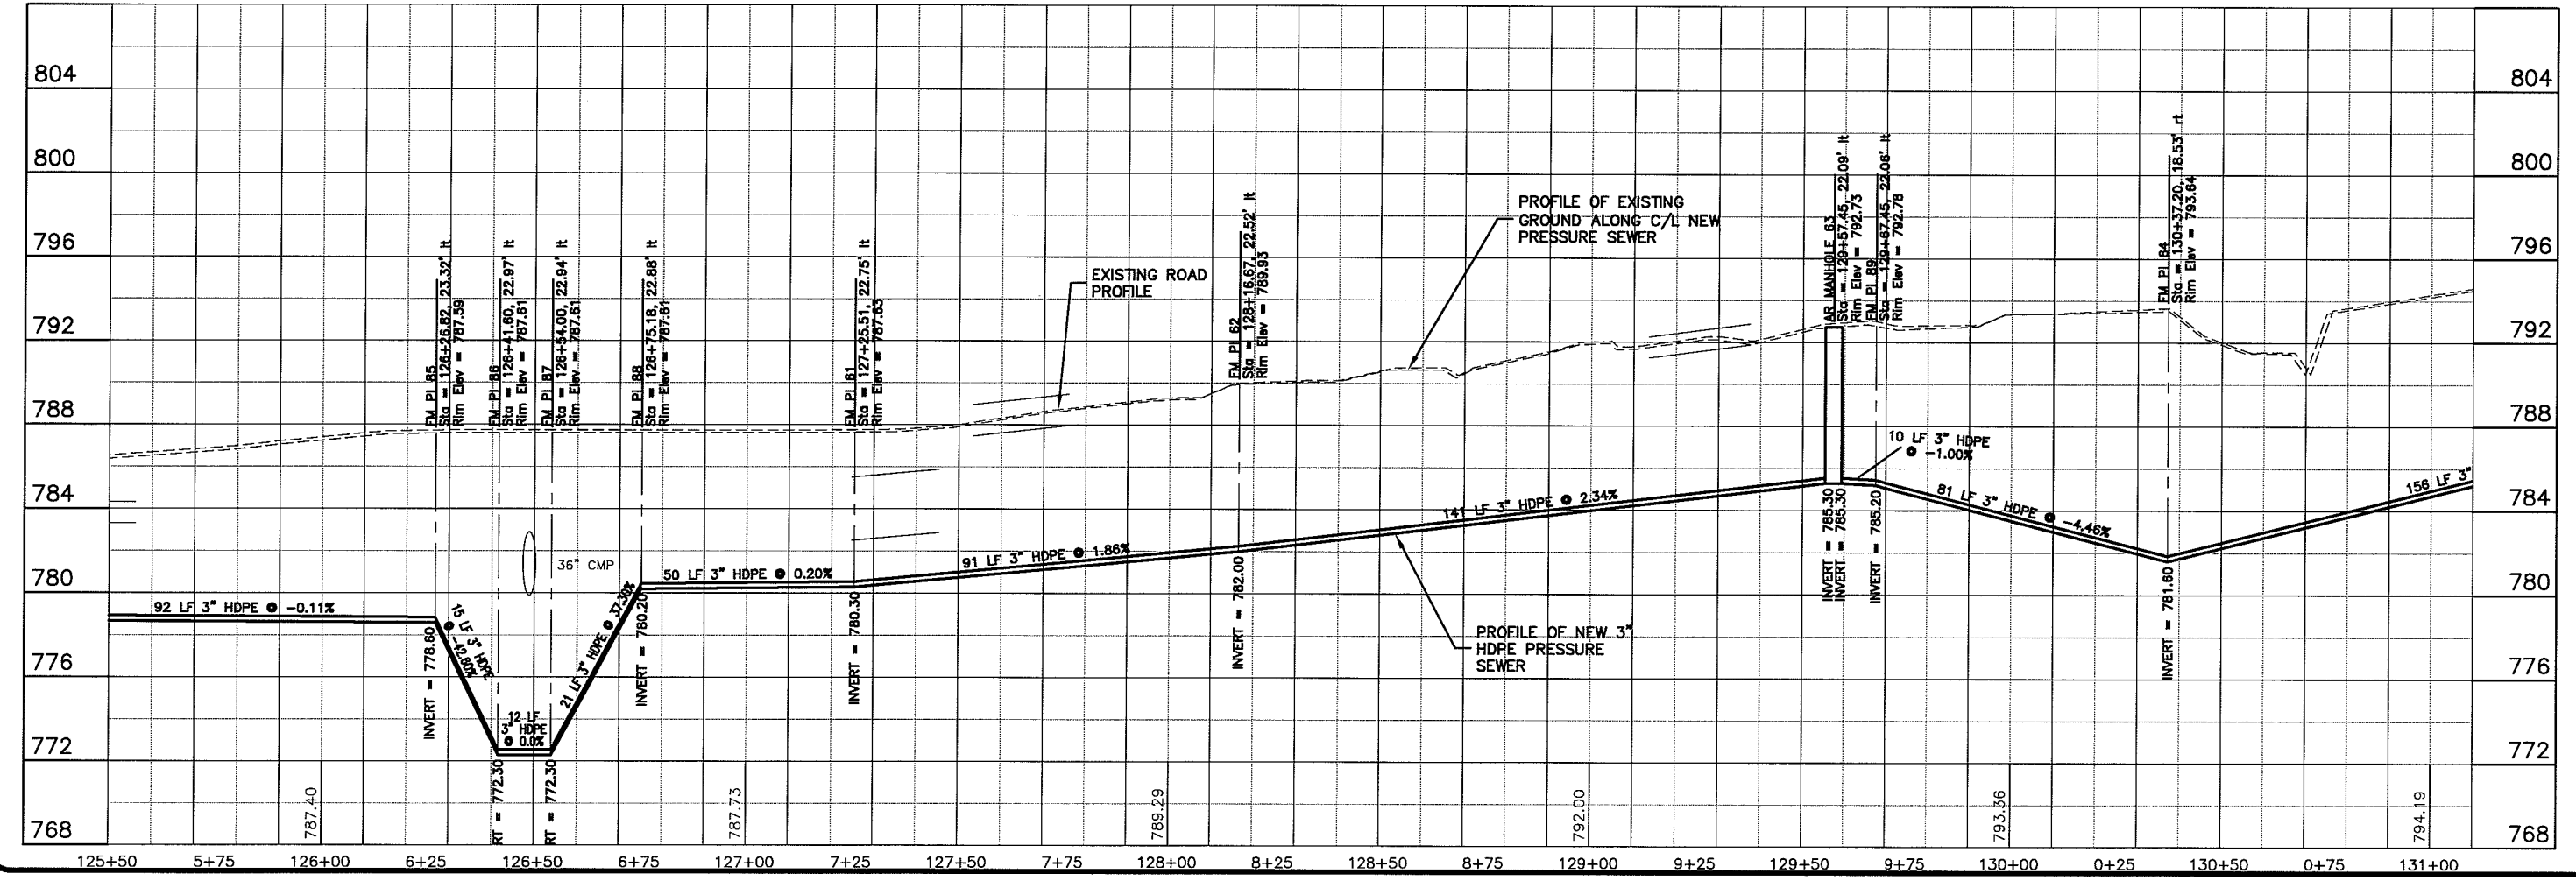 804
800
796
792
788
784
780
776
772
768
804
800
796
792
788
784
780
776
772
768
FM PI 85
Sta = 126+26.82, 23.32' lt
Rim Elev = 787.59
FM PI 86
Sta = 126+41.60, 22.97' lt
Rim Elev = 787.61
FM PI 87
Sta = 126+54.00, 22.94' lt
Rim Elev = 787.61
FM PI 88
Sta = 126+75.18, 22.88' lt
Rim Elev = 787.61
FM PI 61
Sta = 127+25.51, 22.75' lt
Rim Elev = 787.63
FM PI 62
Sta = 128+16.67, 22.52' lt
Rim Elev = 789.93
AR MANHOLE 63
Sta = 129+57.45, 22.09' lt
Rim Elev = 792.73
FM PI 89
Sta = 129+67.45, 22.06' lt
Rim Elev = 792.78
FM PI 64
Sta = 130+37.20, 18.53' rt
Rim Elev = 793.64
EXISTING ROAD
PROFILE
PROFILE OF EXISTING
GROUND ALONG C/L NEW
PRESSURE SEWER
PROFILE OF NEW 3"
HDPE PRESSURE
SEWER
36" CMP
92 LF 3" HDPE @ -0.11%
15 LF 3" HDPE
@ -42.60%
12 LF
3" HDPE
@ 0.0%
21 LF 3" HDPE @ 37.30%
50 LF 3" HDPE @ 0.20%
91 LF 3" HDPE @ 1.86%
141 LF 3" HDPE @ 2.34%
10 LF 3" HDPE
@ -1.00%
81 LF 3" HDPE @ -4.46%
156 LF 3"
INVERT = 778.60
RT = 772.30
RT = 772.30
INVERT = 780.20
INVERT = 780.30
INVERT = 782.00
INVERT = 785.30
INVERT = 785.30
INVERT = 785.20
INVERT = 781.60
787.40
787.73
789.29
792.00
793.36
794.19
125+50 5+75 126+00 6+25 126+50 6+75 127+00 7+25 127+50 7+75 128+00 8+25 128+50 8+75 129+00 9+25 129+50 9+75 130+00 0+25 130+50 0+75 131+00